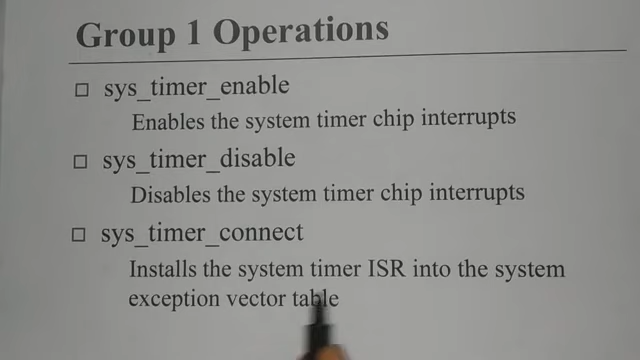 Group 1 Operations
sys_timer_enable
Enables the system timer chip interrupts
sys_timer_disable
Disables the system timer chip interrupts
sys_timer_connect
Installs the system timer ISR into the system
exception vector table